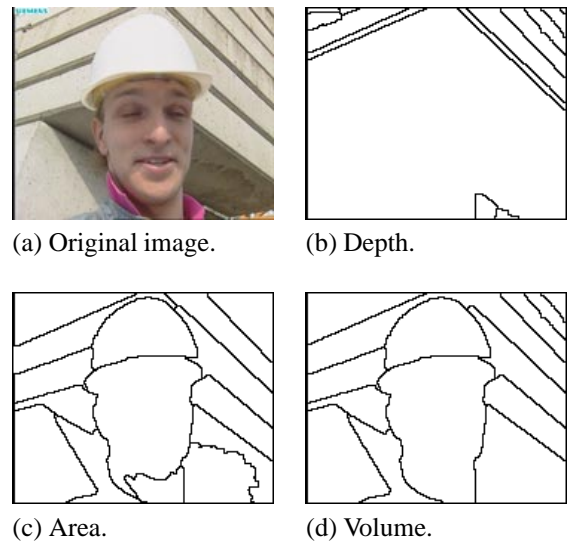 (a) Original image.
(b) Depth.
(c) Area.
(d) Volume.